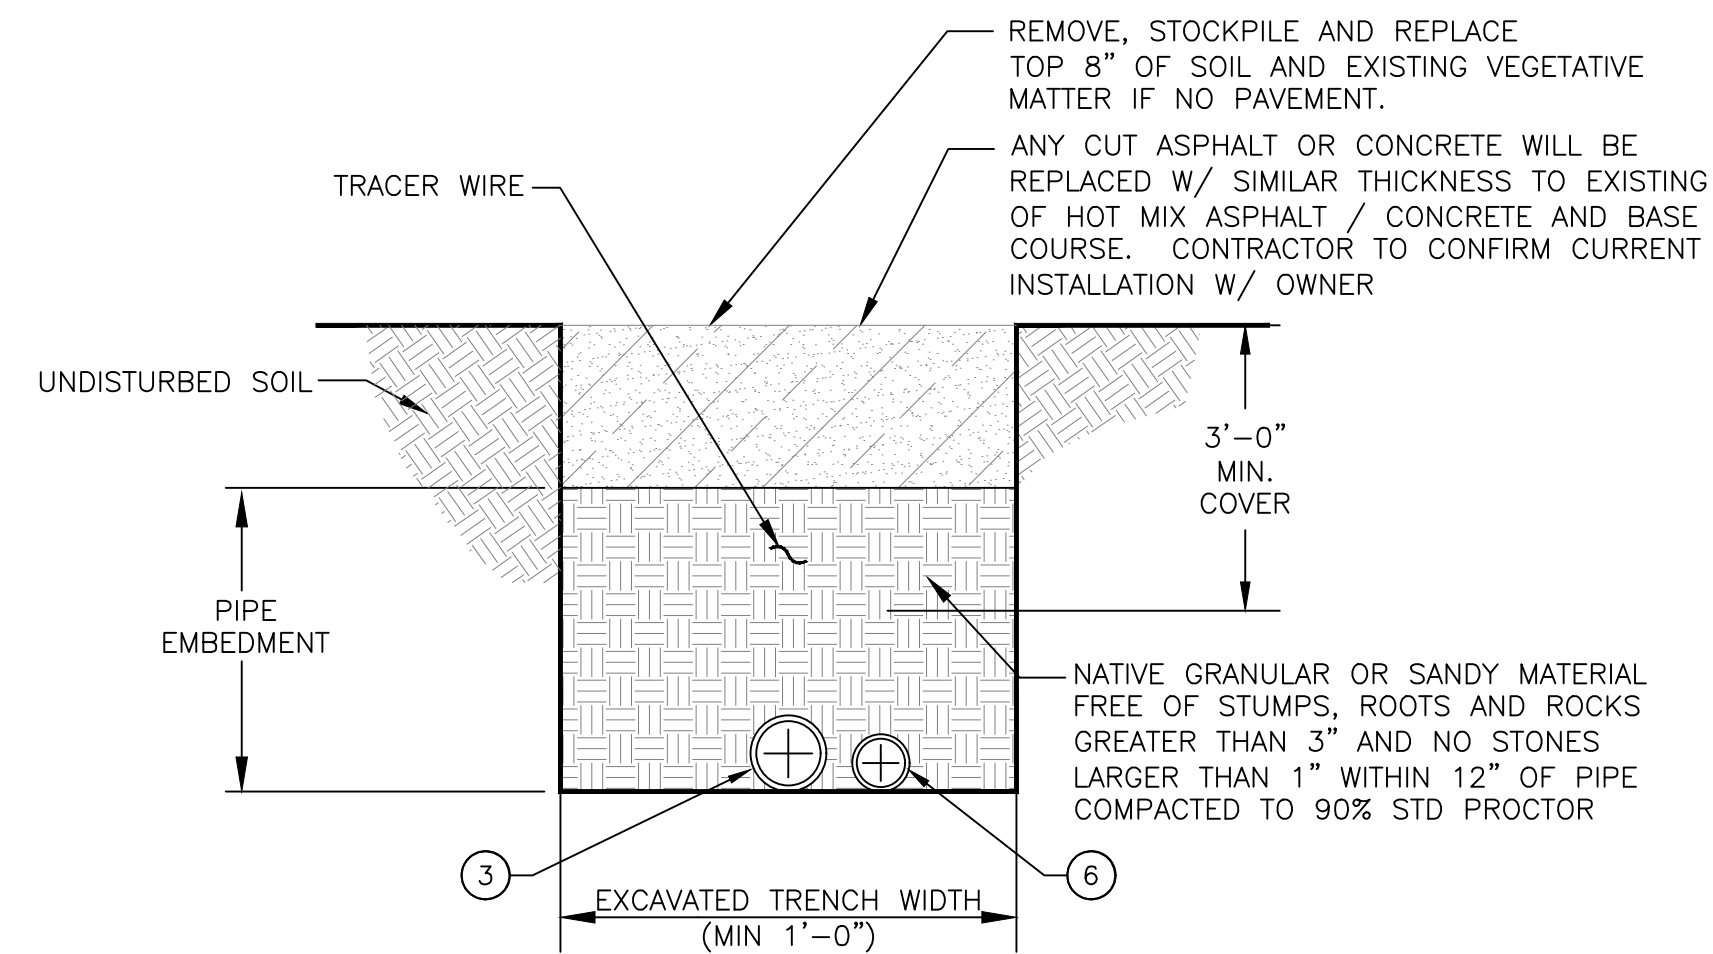 REMOVE, STOCKPILE AND REPLACE
TOP 8” OF SOIL AND EXISTING VEGETATIVE
MATTER IF NO PAVEMENT.
ANY CUT ASPHALT OR CONCRETE WILL BE
REPLACED W/ SIMILAR THICKNESS TO EXISTING
OF HOT MIX ASPHALT / CONCRETE AND BASE
COURSE. CONTRACTOR TO CONFIRM CURRENT
INSTALLATION W/ OWNER
TRACER WIRE
UNDISTURBED SOIL
3’-0”
MIN.
COVER
PIPE
EMBEDMENT
NATIVE GRANULAR OR SANDY MATERIAL
FREE OF STUMPS, ROOTS AND ROCKS
GREATER THAN 3” AND NO STONES
LARGER THAN 1” WITHIN 12” OF PIPE
COMPACTED TO 90% STD PROCTOR
3
6
EXCAVATED TRENCH WIDTH
(MIN 1’-0”)